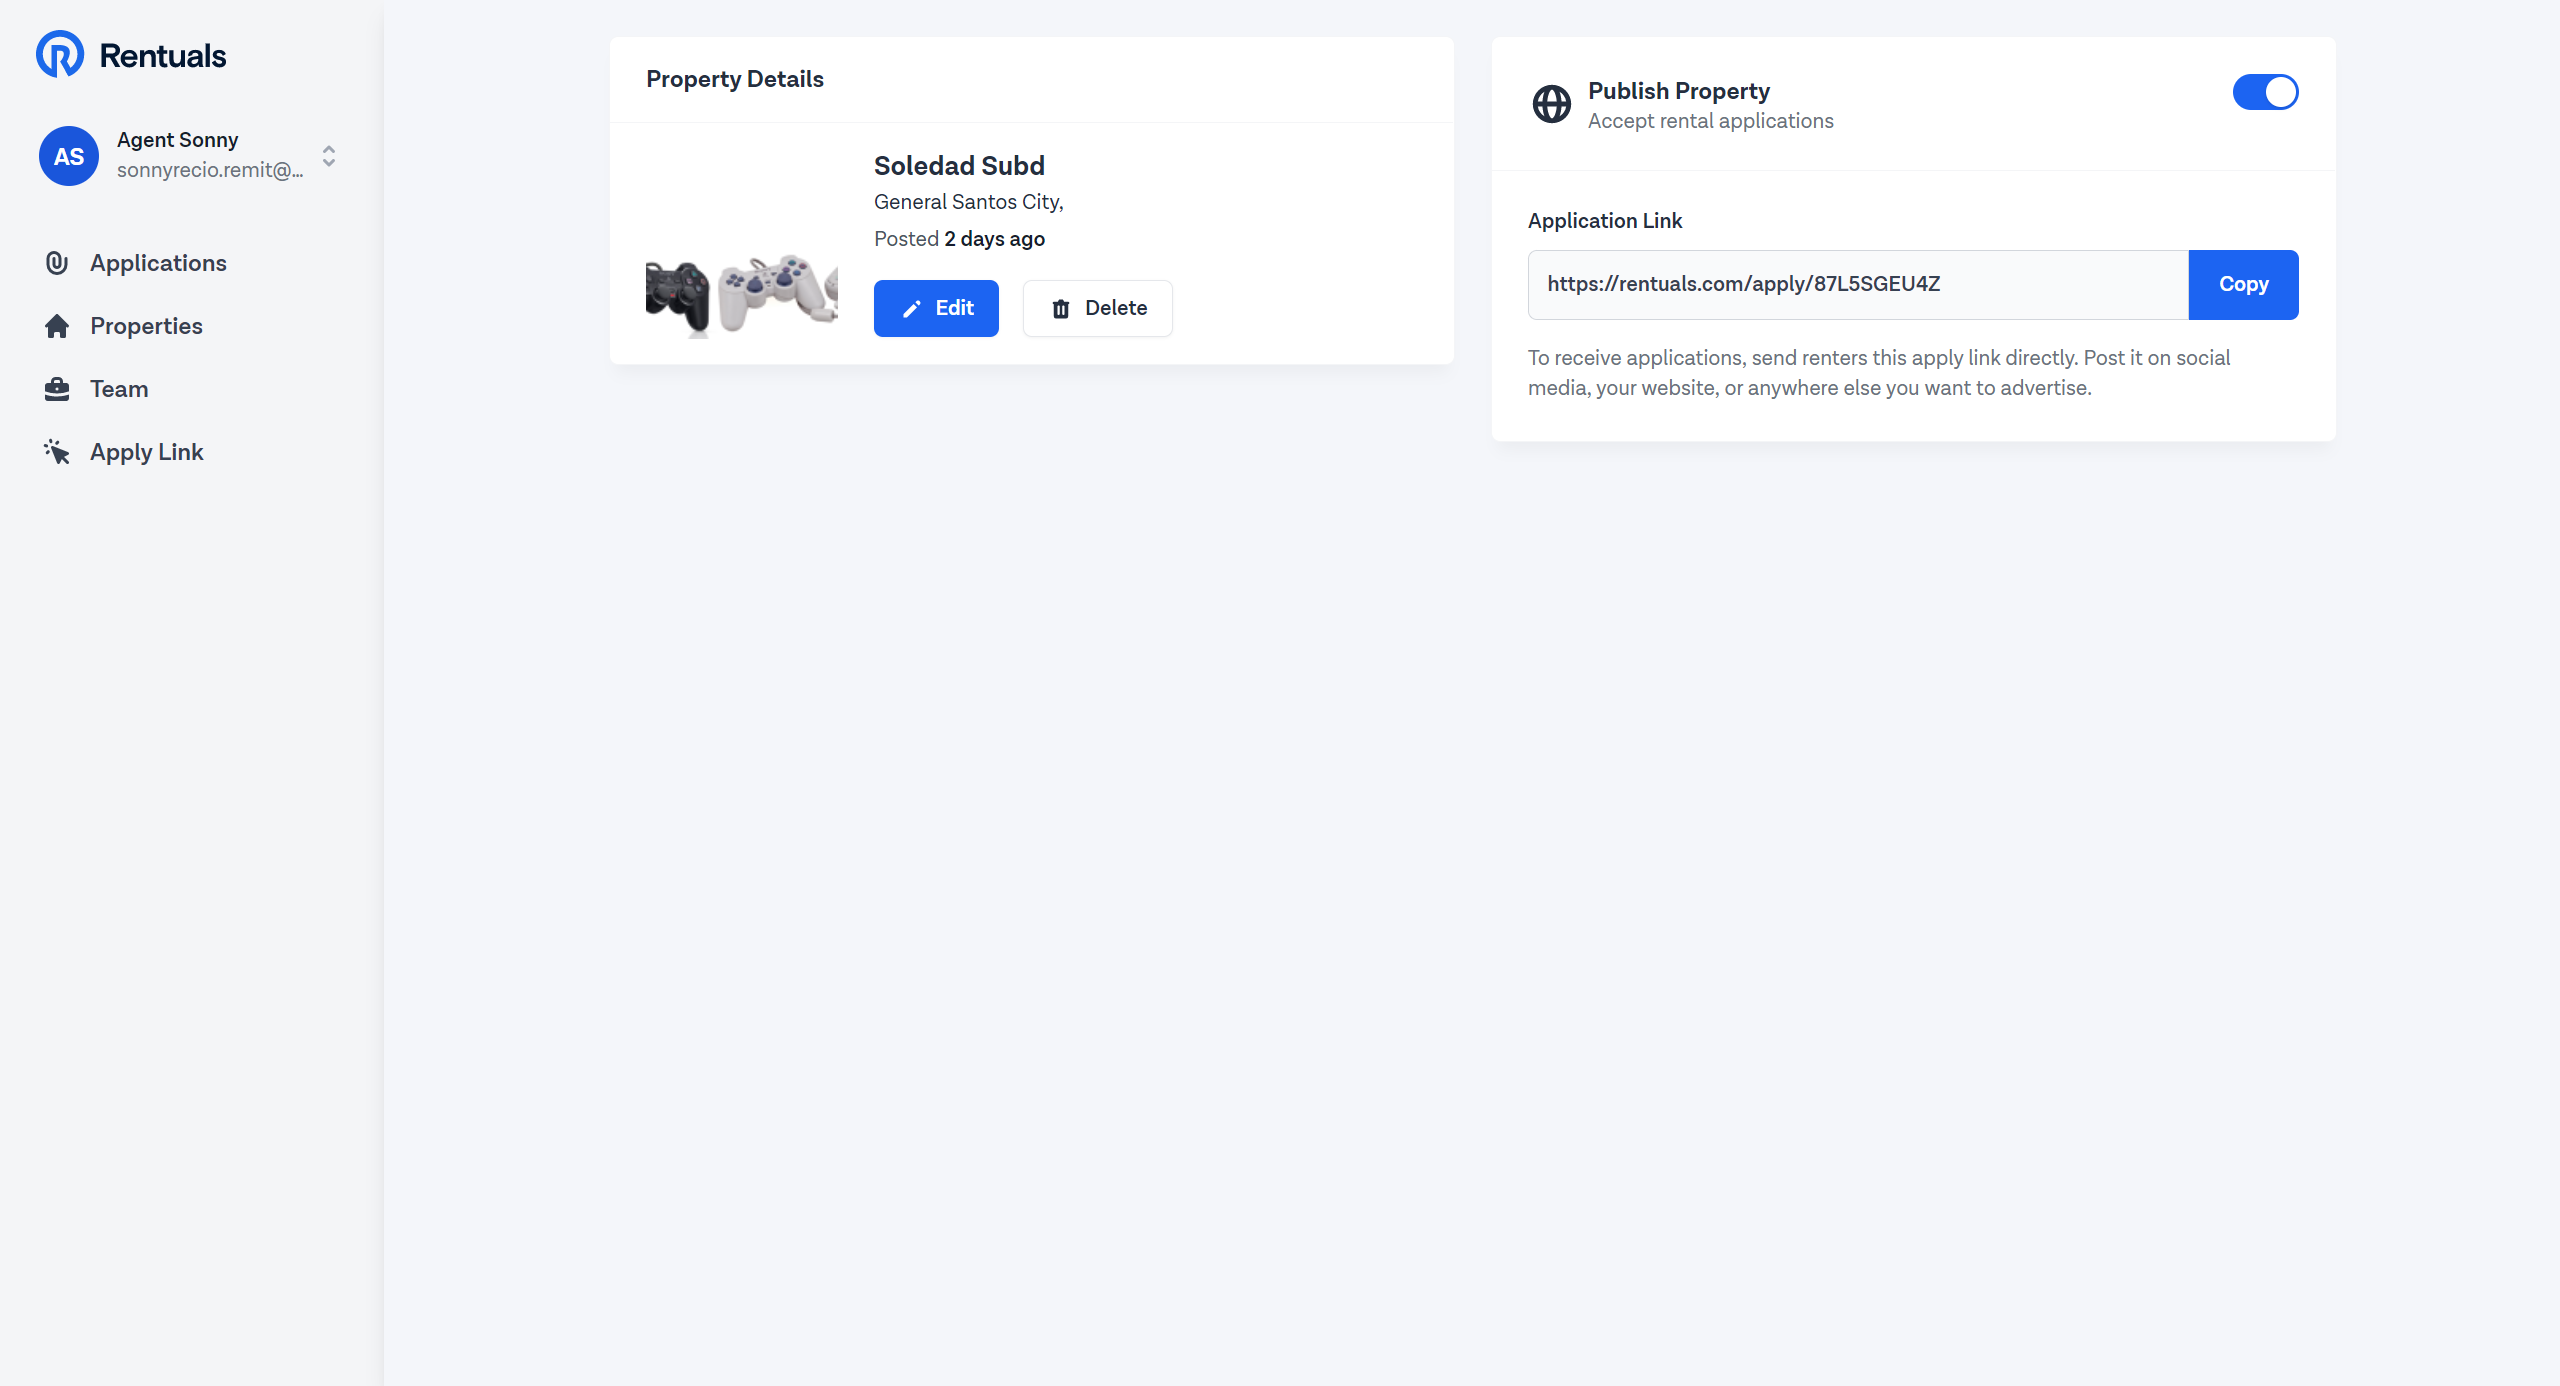 Rentuals
AS
Agent Sonny
sonnyrecio.remit@...
Applications
Properties
Team
Apply Link
Property Details
Soledad Subd
General Santos City,
Posted 2 days ago
Edit
Delete
Publish Property
Accept rental applications
Application Link
https://rentuals.com/apply/87L5SGEU4Z
Copy
To receive applications, send renters this apply link directly. Post it on social
media, your website, or anywhere else you want to advertise.